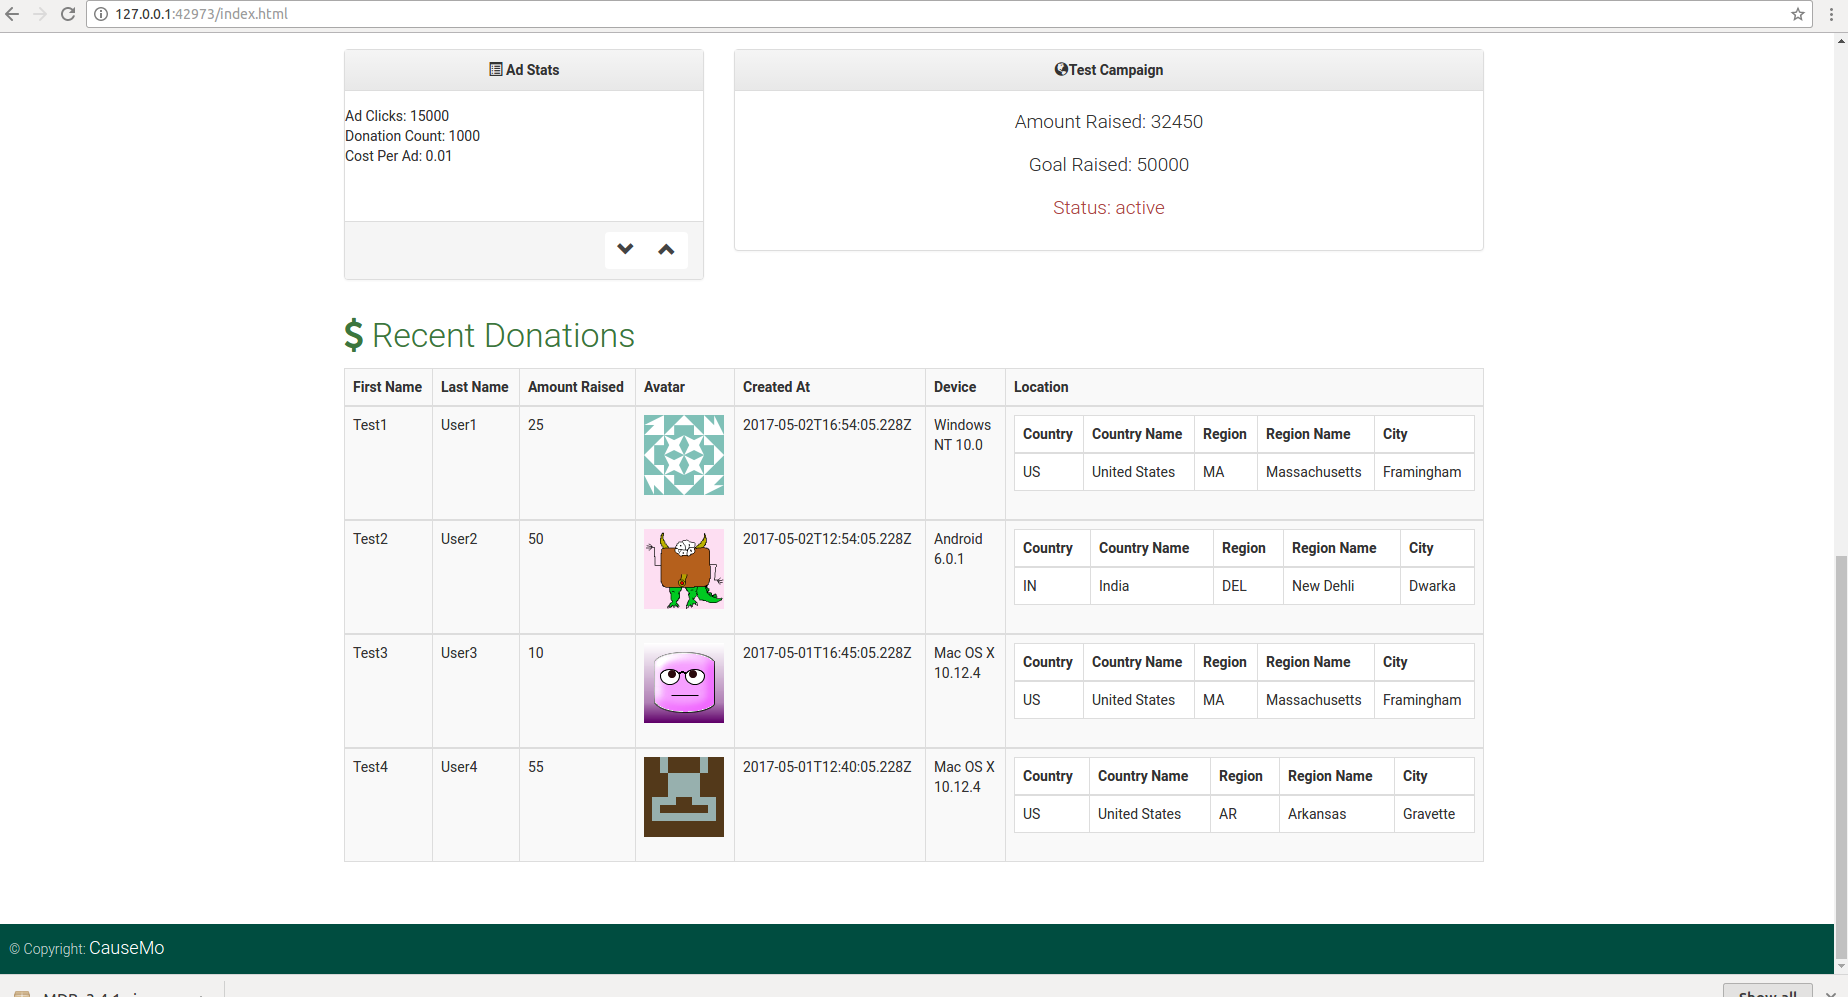 127.0.0.1:42973/index.html
Ad Stats
Ad Clicks: 15000
Donation Count: 1000
Cost Per Ad: 0.01
Test Campaign
Amount Raised: 32450
Goal Raised: 50000
Status: active
$ Recent Donations
First Name Last Name Amount Raised Avatar Created At Device Location
Test1 User1 25 2017-05-02T16:54:05.228Z Windows NT 10.0
Country Country Name Region Region Name City
US United States MA Massachusetts Framingham
Test2 User2 50 2017-05-02T12:54:05.228Z Android 6.0.1
Country Country Name Region Region Name City
IN India DEL New Dehli Dwarka
Test3 User3 10 2017-05-01T16:45:05.228Z Mac OS X 10.12.4
Country Country Name Region Region Name City
US United States MA Massachusetts Framingham
Test4 User4 55 2017-05-01T12:40:05.228Z Mac OS X 10.12.4
Country Country Name Region Region Name City
US United States AR Arkansas Gravette
© Copyright: CauseMo
Show all